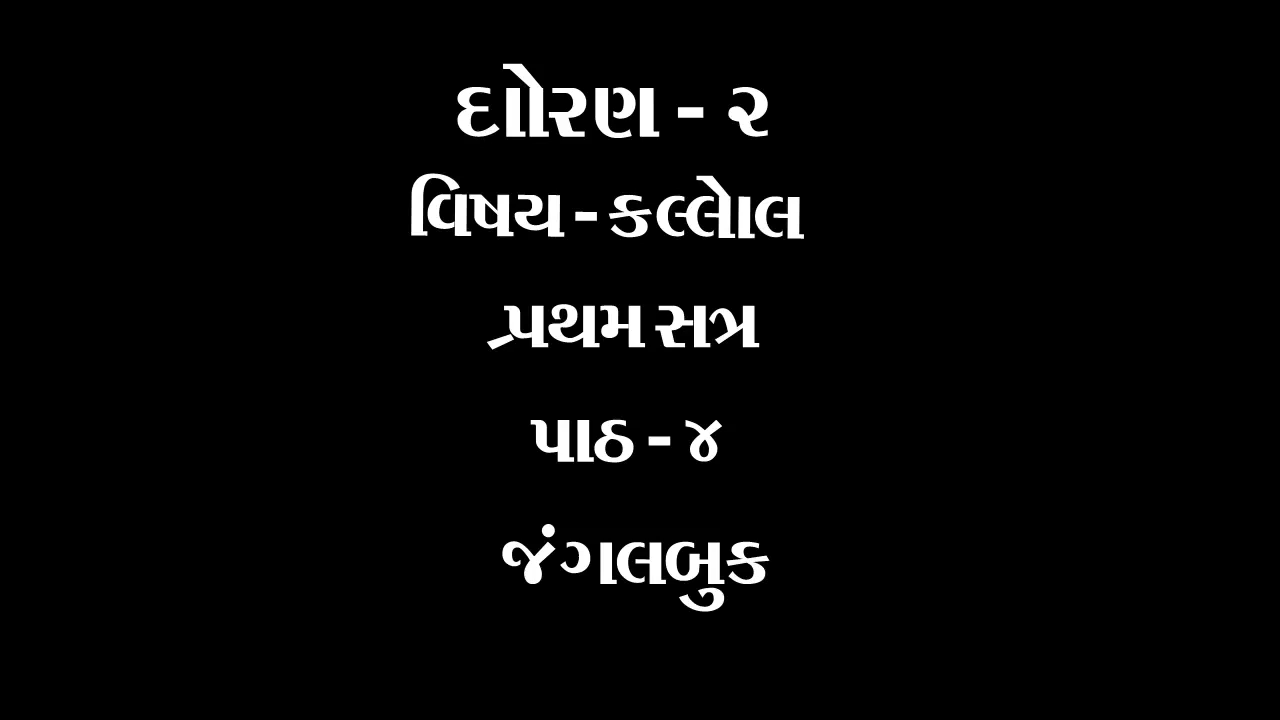 ધોરણ - ૨
વિષય - કલ્લોલ
પ્રથમ સત્ર
પાઠ - ૪
જંગલબુક